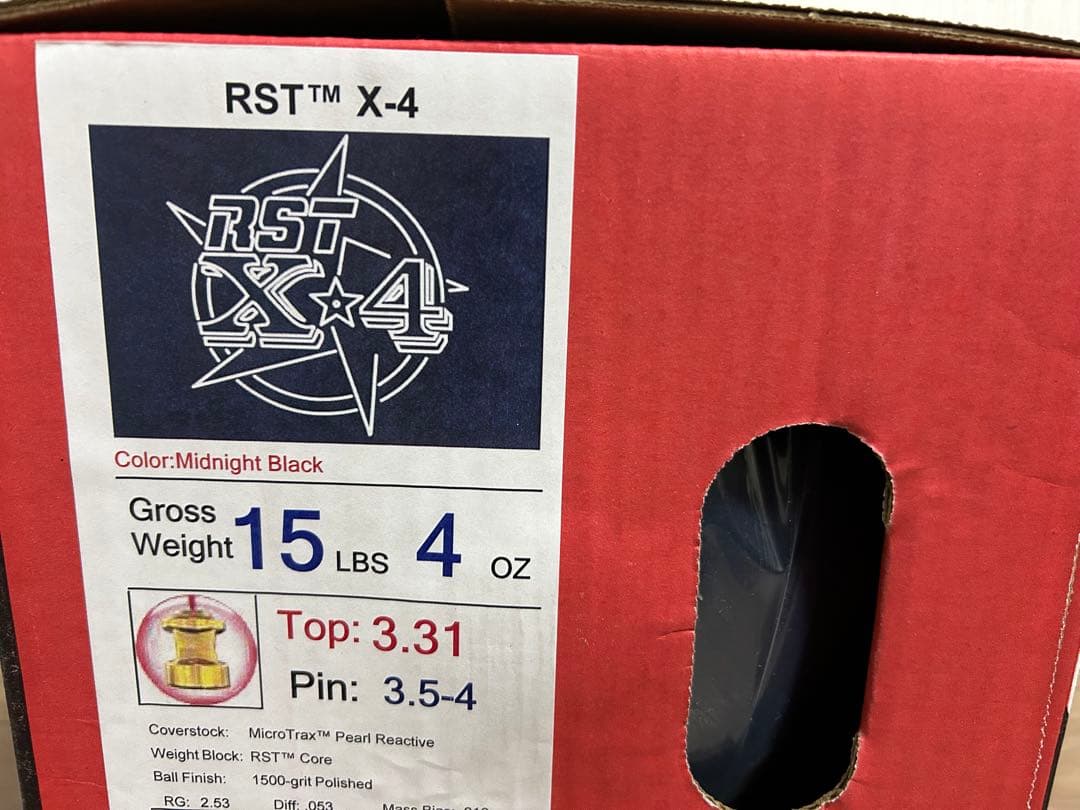 RST™ X-4
RST
X★4
Color:Midnight Black
Gross Weight 15 LBS 4 OZ
Top: 3.31
Pin: 3.5-4
Coverstock: MicroTrax™ Pearl Reactive
Weight Block: RST™ Core
Ball Finish: 1500-grit Polished
RG: 2.53 Diff: .053 Mass Bias: